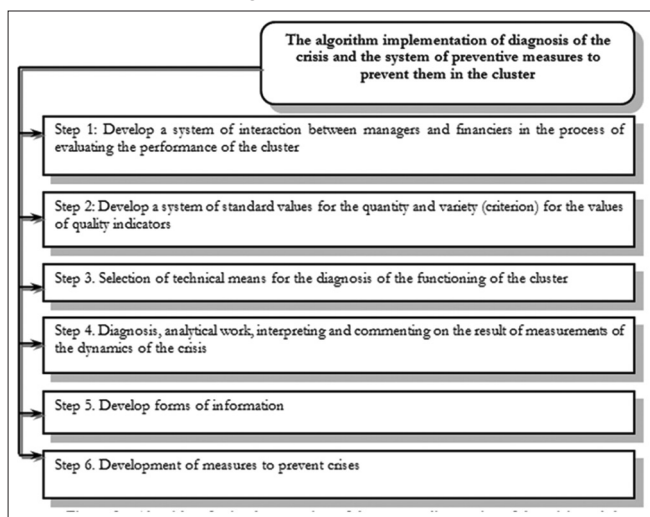 The algorithm implementation of diagnosis of the
crisis and the system of preventive measures to
prevent them in the cluster
Step 1: Develop a system of interaction between managers and financiers in the process of
evaluating the performance of the cluster
Step 2: Develop a system of standard values for the quantity and variety (criterion) for the values
of quality indicators
Step 3. Selection of technical means for the diagnosis of the functioning of the cluster
Step 4. Diagnosis, analytical work, interpreting and commenting on the result of measurements of
the dynamics of the crisis
Step 5. Develop forms of information
Step 6. Development of measures to prevent crises